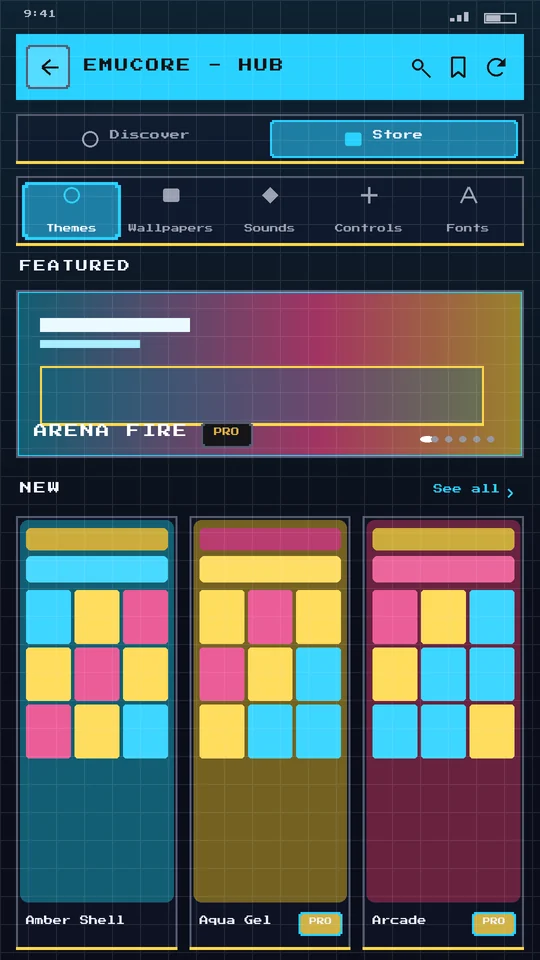 9:41
EMUCORE - HUB
Discover
Store
Themes
Wallpapers
Sounds
Controls
Fonts
FEATURED
ARENA FIRE
PRO
NEW
See all
Amber Shell
Aqua Gel
PRO
Arcade
PRO